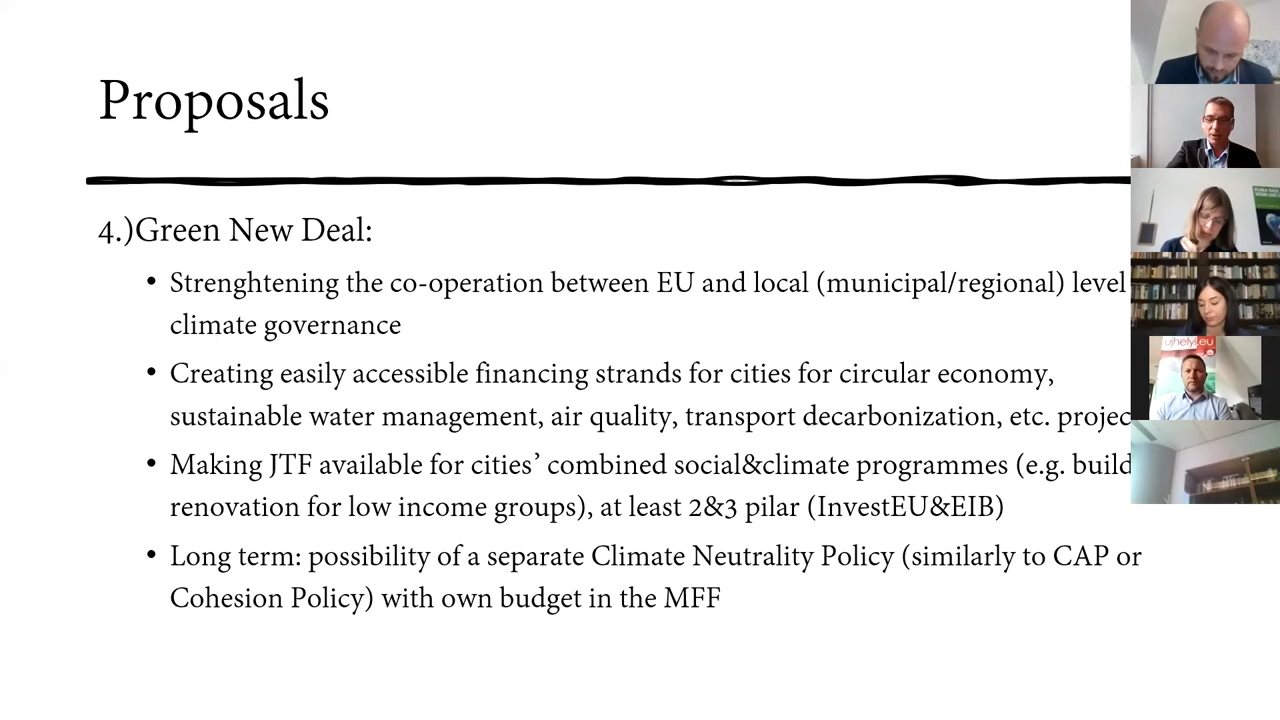 Proposals
4.)Green New Deal:
• Strenghtening the co-operation between EU and local (municipal/regional) level
climate governance
• Creating easily accessible financing strands for cities for circular economy,
sustainable water management, air quality, transport decarbonization, etc. projec
• Making JTF available for cities’ combined social&climate programmes (e.g. build
renovation for low income groups), at least 2&3 pilar (InvestEU&EIB)
• Long term: possibility of a separate Climate Neutrality Policy (similarly to CAP or
Cohesion Policy) with own budget in the MFF
ujhelyi.eu